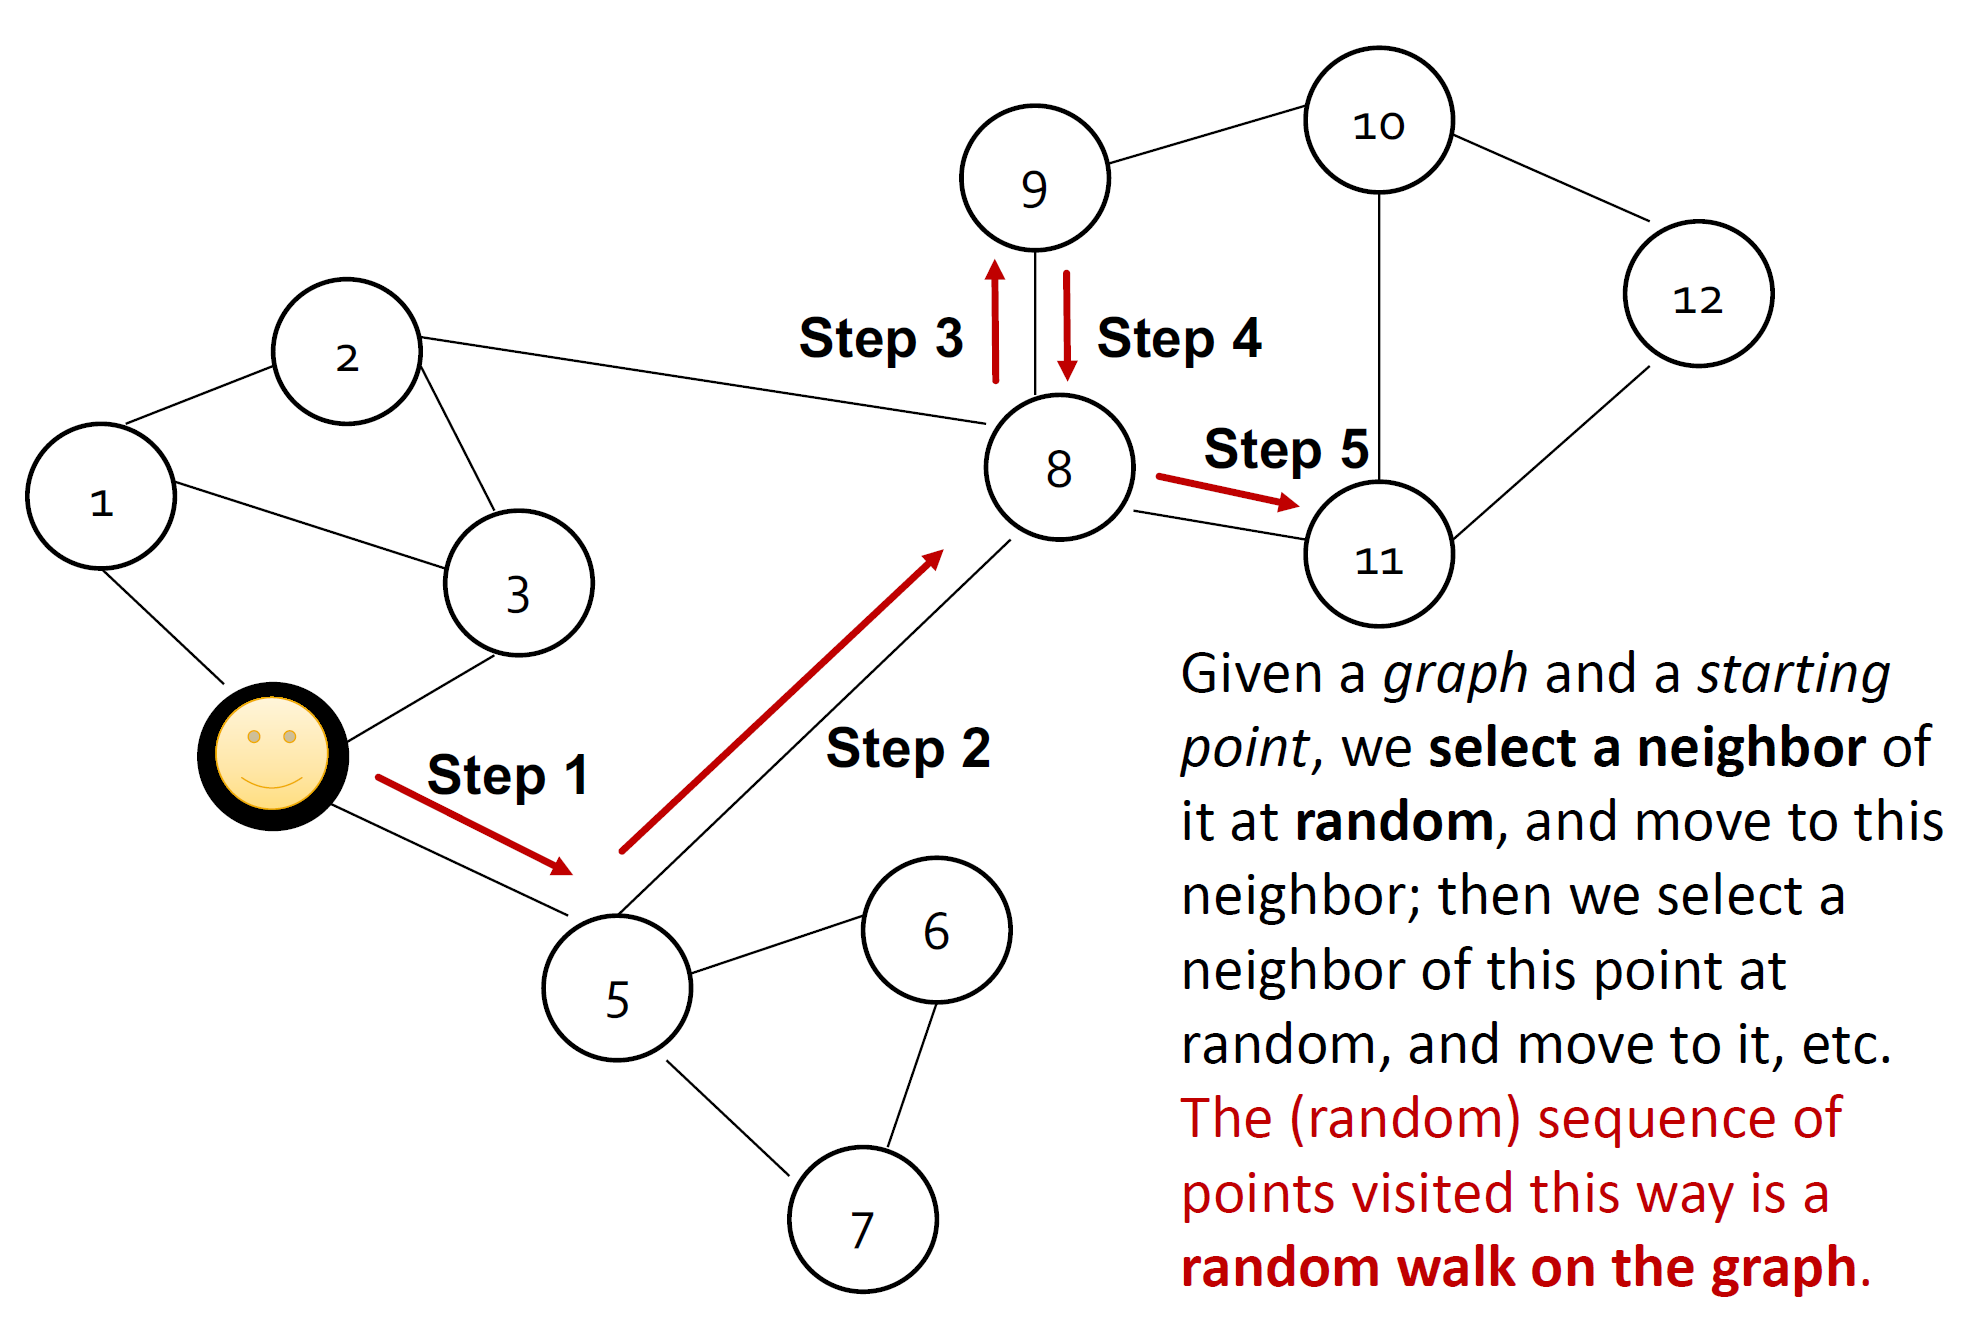 10
9
12
Step 3
Step 4
2
Step 5
8
1
11
3
Given a graph and a starting
point, we select a neighbor of
it at random, and move to this
neighbor; then we select a
neighbor of this point at
random, and move to it, etc.
The (random) sequence of
points visited this way is a
random walk on the graph.
Step 1
Step 2
6
5
7